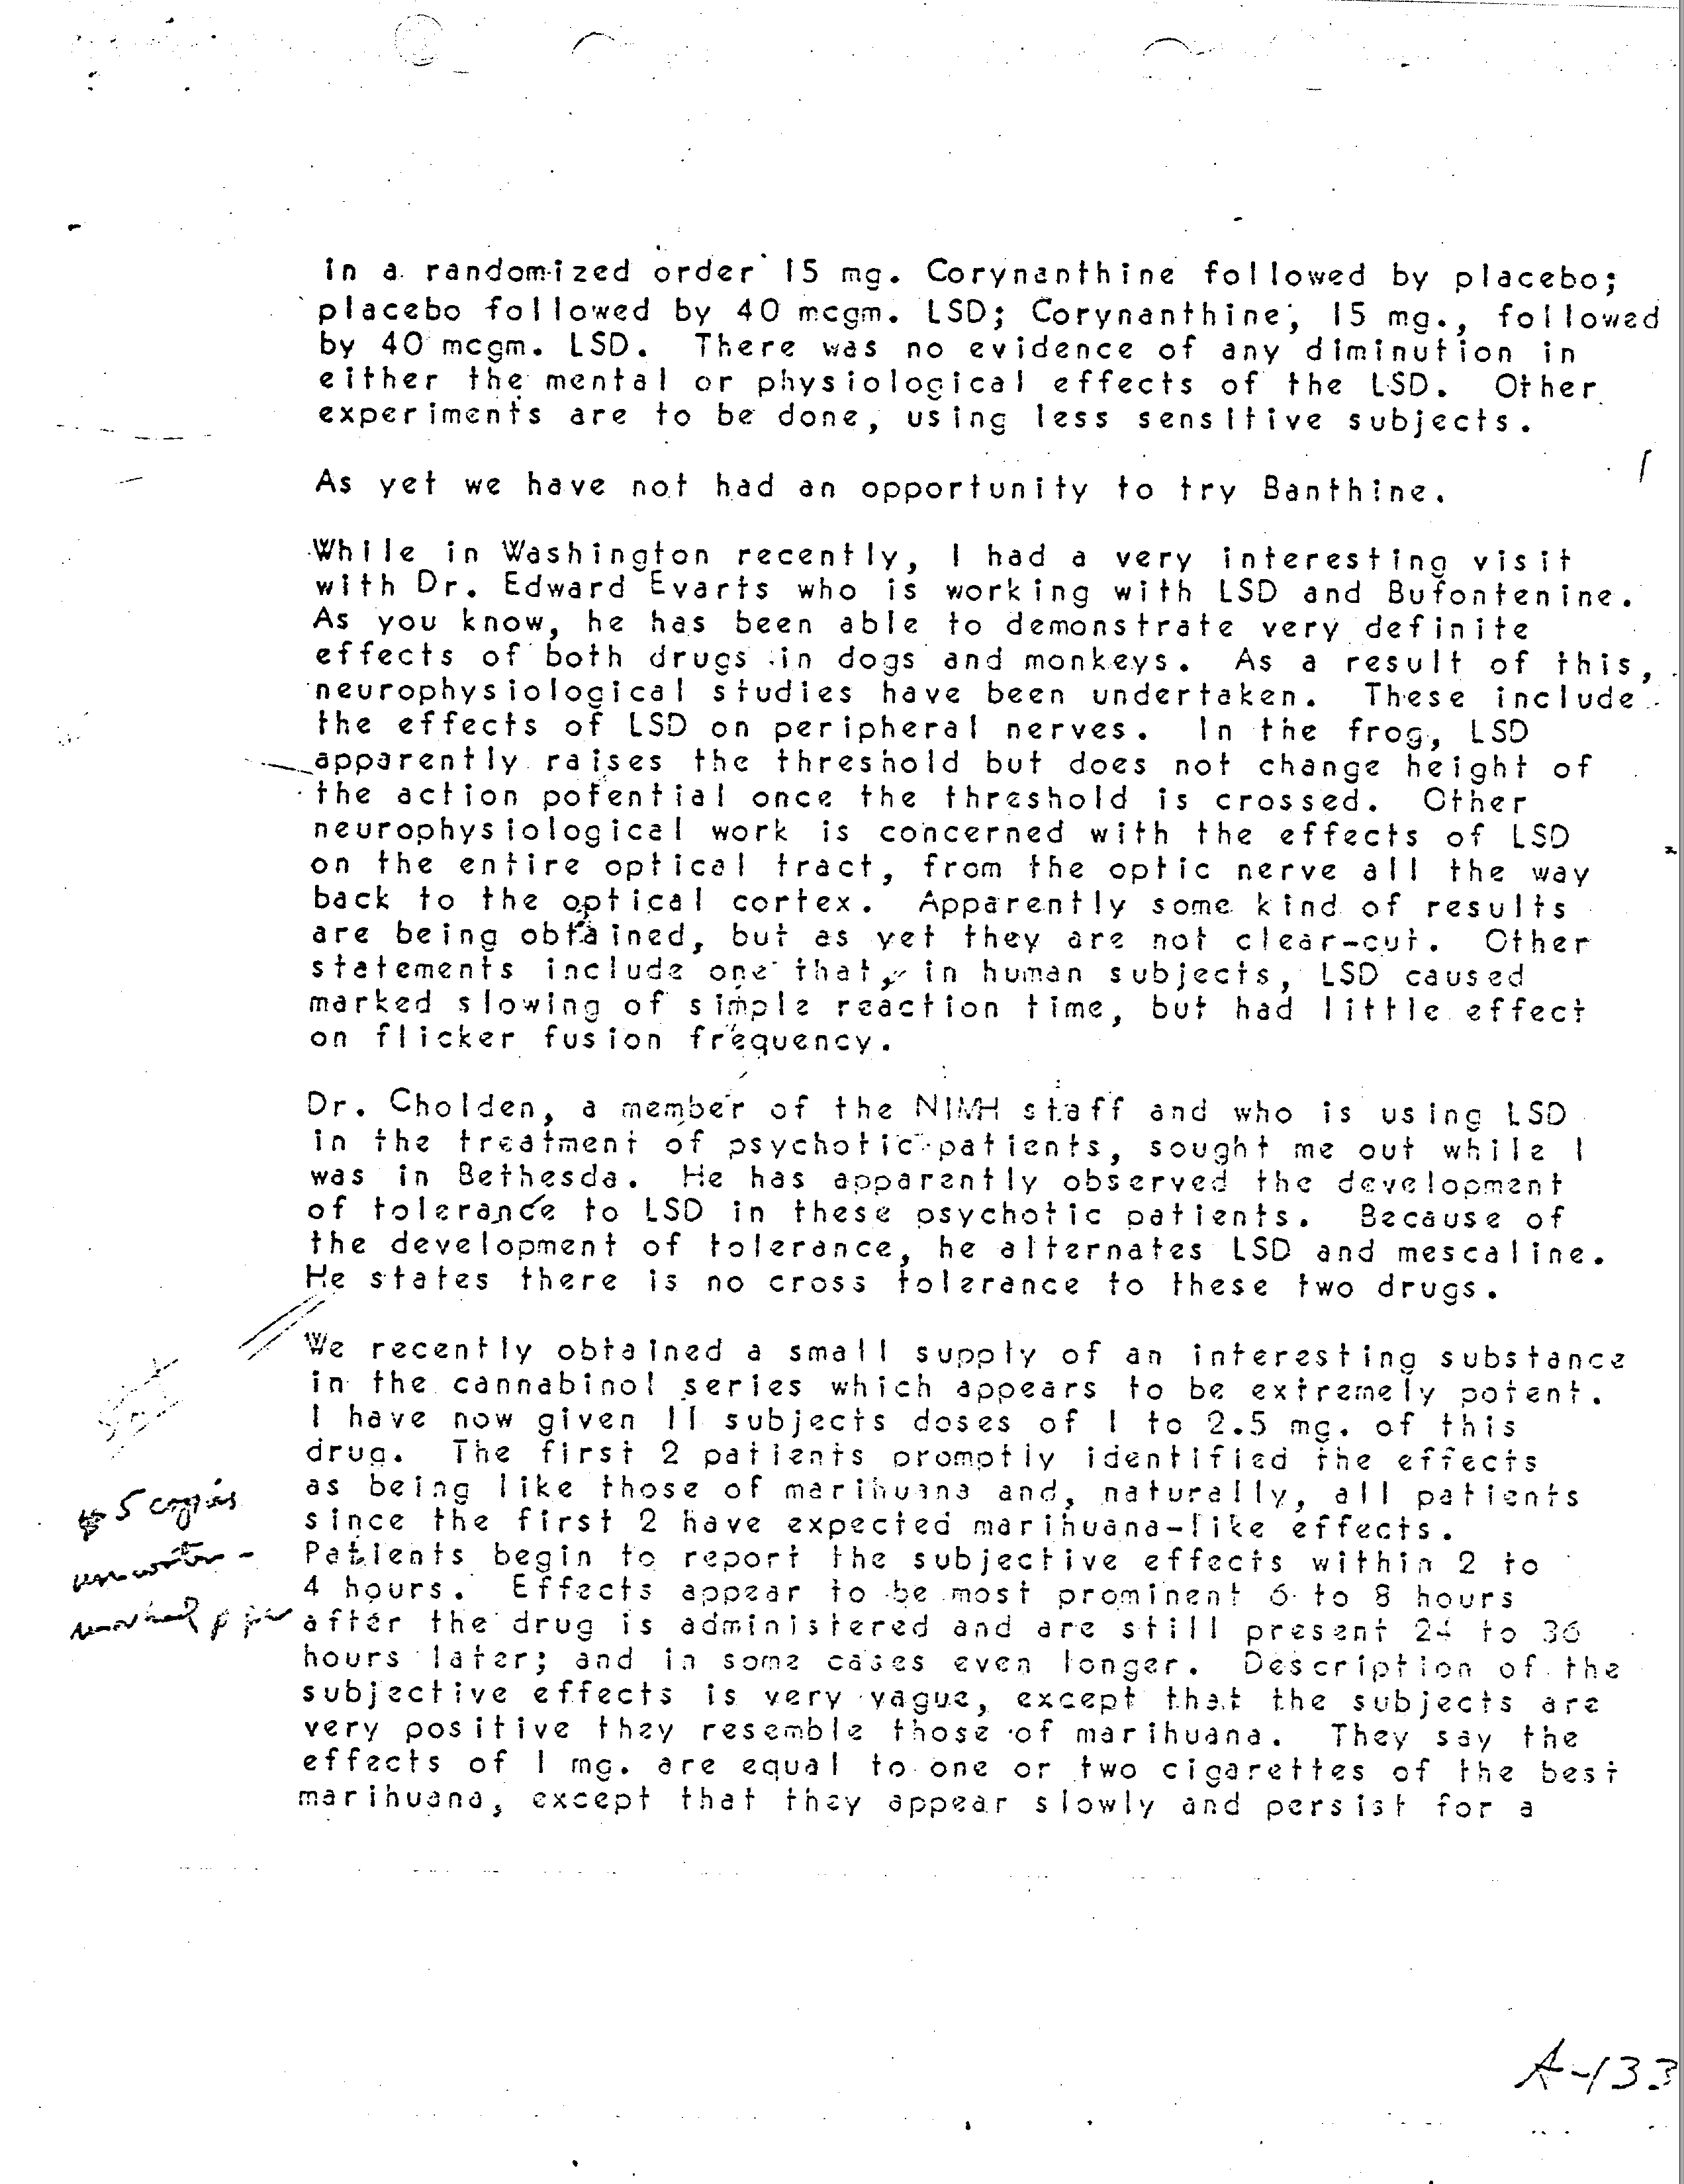 in a randomized order 15 mg. Corynanthine followed by placebo;
placebo followed by 40 mcgm. LSD; Corynanthine, 15 mg., followed
by 40 mcgm. LSD. There was no evidence of any diminution in
either the mental or physiological effects of the LSD. Other
experiments are to be done, using less sensitive subjects.
As yet we have not had an opportunity to try Banthine.
While in Washington recently, I had a very interesting visit
with Dr. Edward Evarts who is working with LSD and Bufontenine.
As you know, he has been able to demonstrate very definite
effects of both drugs in dogs and monkeys. As a result of this,
neurophysiological studies have been undertaken. These include
the effects of LSD on peripheral nerves. In the frog, LSD
apparently raises the threshold but does not change height of
the action potential once the threshold is crossed. Other
neurophysiological work is concerned with the effects of LSD
on the entire optical tract, from the optic nerve all the way
back to the optical cortex. Apparently some kind of results
are being obtained, but as yet they are not clear-cut. Other
statements include one that, in human subjects, LSD caused
marked slowing of simple reaction time, but had little effect
on flicker fusion frequency.
Dr. Cholden, a member of the NIMH staff and who is using LSD
in the treatment of psychotic patients, sought me out while I
was in Bethesda. He has apparently observed the development
of tolerance to LSD in these psychotic patients. Because of
the development of tolerance, he alternates LSD and mescaline.
He states there is no cross tolerance to these two drugs.
We recently obtained a small supply of an interesting substance
in the cannabinol series which appears to be extremely potent.
I have now given 11 subjects doses of 1 to 2.5 mg. of this
drug. The first 2 patients promptly identified the effects
as being like those of marihuana and, naturally, all patients
since the first 2 have expected marihuana-like effects.
Patients begin to report the subjective effects within 2 to
4 hours. Effects appear to be most prominent 6 to 8 hours
after the drug is administered and are still present 24 to 36
hours later; and in some cases even longer. Description of the
subjective effects is very vague, except that the subjects are
very positive they resemble those of marihuana. They say the
effects of 1 mg. are equal to one or two cigarettes of the best
marihuana, except that they appear slowly and persist for a
5 copies
A-133